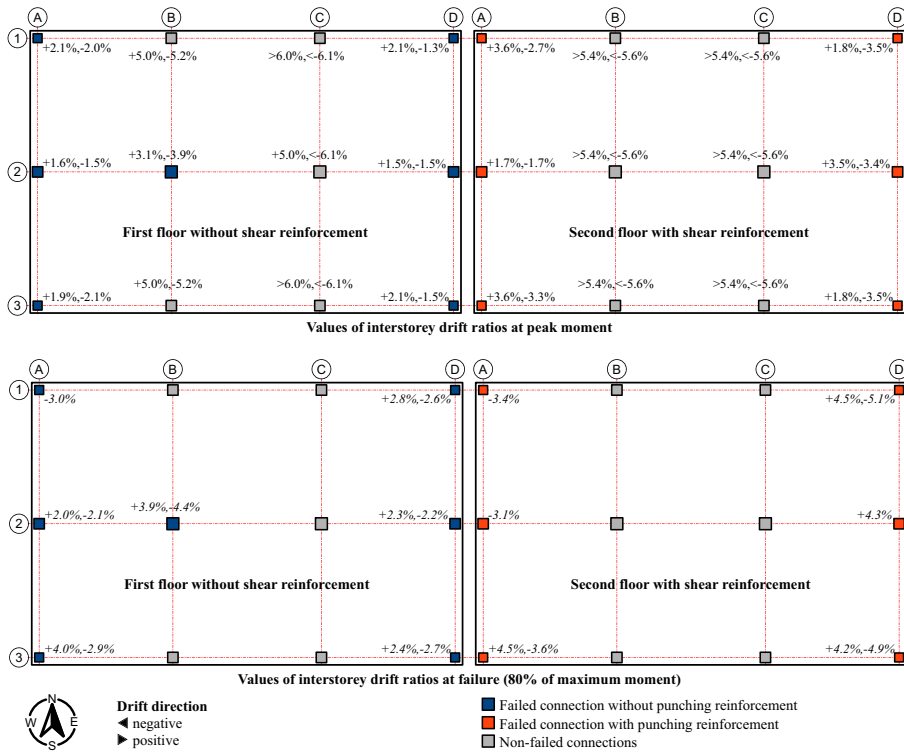 A B C D A B C D
1 +2.1%,-2.0% +5.0%,-5.2% >6.0%,<-6.1% +2.1%,-1.3% +3.6%,-2.7% >5.4%,<-5.6% >5.4%,<-5.6% +1.8%,-3.5%
2 +1.6%,-1.5% +3.1%,-3.9% +5.0%,<-6.1% +1.5%,-1.5% +1.7%,-1.7% >5.4%,<-5.6% >5.4%,<-5.6% +3.5%,-3.4%
First floor without shear reinforcement Second floor with shear reinforcement
3 +1.9%,-2.1% +5.0%,-5.2% >6.0%,<-6.1% +2.1%,-1.5% +3.6%,-3.3% >5.4%,<-5.6% >5.4%,<-5.6% +1.8%,-3.5%
Values of interstorey drift ratios at peak moment
A B C D A B C D
1 -3.0% +2.8%,-2.6% -3.4% +4.5%,-5.1%
2 +2.0%,-2.1% +3.9%,-4.4% +2.3%,-2.2% -3.1% +4.3%
First floor without shear reinforcement Second floor with shear reinforcement
3 +4.0%,-2.9% +2.4%,-2.7% +4.5%,-3.6% +4.2%,-4.9%
Values of interstorey drift ratios at failure (80% of maximum moment)
N
W E
S
Drift direction
negative
positive
Failed connection without punching reinforcement
Failed connection with punching reinforcement
Non-failed connections